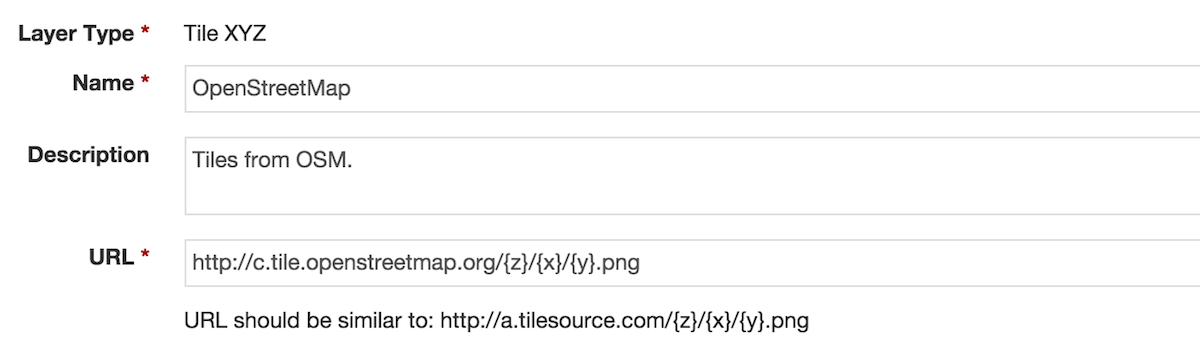 Layer Type * Tile XYZ
Name * OpenStreetMap
Description Tiles from OSM.
URL * http://c.tile.openstreetmap.org/{z}/{x}/{y}.png
URL should be similar to: http://a.tilesource.com/{z}/{x}/{y}.png